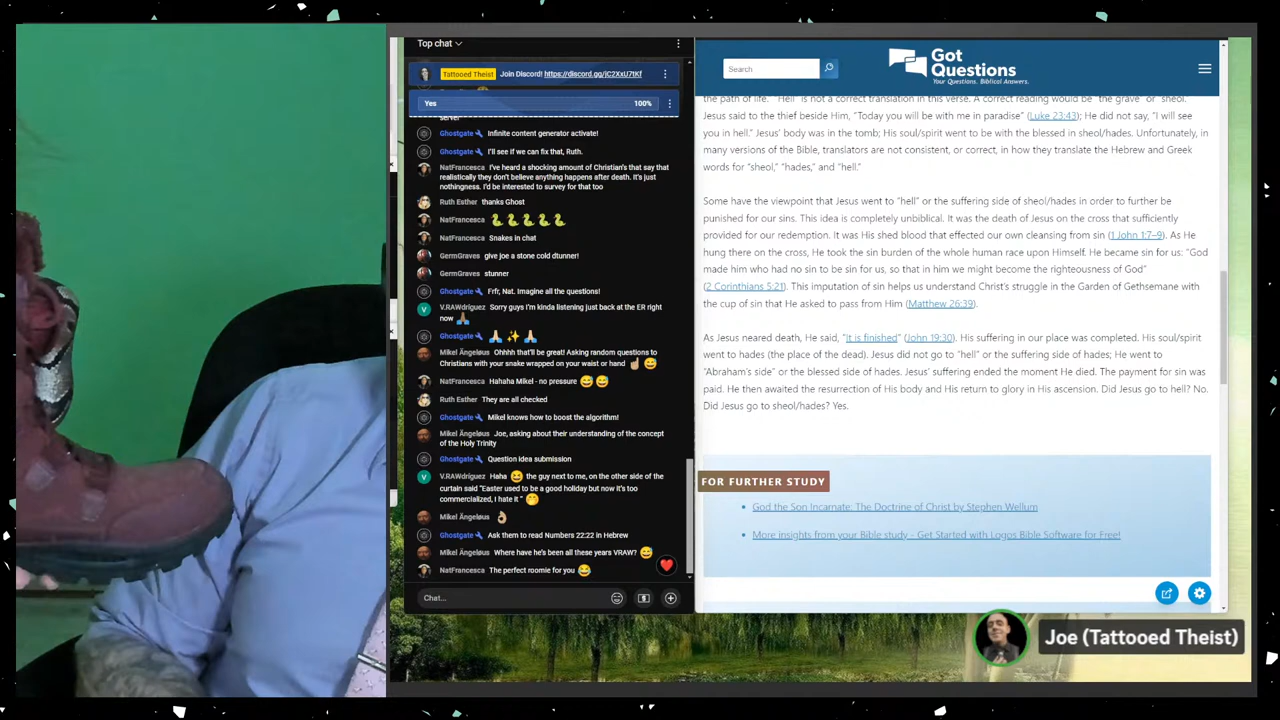 Top chat
Tattooed Theist Join Discord! https://discord.gg/jC2XxU7tKf
Yes 100%
server
Ghostgate Infinite content generator activate!
Ghostgate I'll see if we can fix that, Ruth.
NatFrancesca I've heard a shocking amount of Christian's that say that
realistically they don't believe anything happens after death. It's just
nothingness. I'd be interested to survey for that too
Ruth Esther thanks Ghost
NatFrancesca 🐍🐍🐍🐍🐍
NatFrancesca Snakes in chat
GermGraves give joe a stone cold dtunner!
GermGraves stunner
Ghostgate Frfr, Nat. Imagine all the questions!
V.RAWdríguez Sorry guys I'm kinda listening just back at the ER right
now 🙏🏽
Ghostgate 🙏🏼 ✨ 🙏🏼
Mikel Ängeløus Ohhhh that'll be great! Asking random questions to
Christians with your snake wrapped on your waist or hand ☝🏼😅
NatFrancesca Hahaha Mikel - no pressure 😅😅
Ruth Esther They are all checked
Ghostgate Mikel knows how to boost the algorithm!
Mikel Ängeløus Joe, asking about their understanding of the concept
of the Holy Trinity
Ghostgate Question idea submission
V.RAWdríguez Haha 😆 the guy next to me, on the other side of the
curtain said "Easter used to be a good holiday but now it's too
commercialized, I hate it " 🤭
Mikel Ängeløus 👌🏼
Ghostgate Ask them to read Numbers 22:22 in Hebrew
Mikel Ängeløus Where have he's been all these years VRAW? 😅
NatFrancesca The perfect roomie for you 😂
Chat...
Search
Got
Questions
Your Questions. Biblical Answers.
the path of life." "Hell" is not a correct translation in this verse. A correct reading would be "the grave" or "sheol."
Jesus said to the thief beside Him, "Today you will be with me in paradise" (Luke 23:43); He did not say, "I will see
you in hell." Jesus' body was in the tomb; His soul/spirit went to be with the blessed in sheol/hades. Unfortunately, in
many versions of the Bible, translators are not consistent, or correct, in how they translate the Hebrew and Greek
words for "sheol," "hades," and "hell."
Some have the viewpoint that Jesus went to "hell" or the suffering side of sheol/hades in order to further be
punished for our sins. This idea is completely unbiblical. It was the death of Jesus on the cross that sufficiently
provided for our redemption. It was His shed blood that effected our own cleansing from sin (1 John 1:7–9). As He
hung there on the cross, He took the sin burden of the whole human race upon Himself. He became sin for us: "God
made him who had no sin to be sin for us, so that in him we might become the righteousness of God"
(2 Corinthians 5:21). This imputation of sin helps us understand Christ's struggle in the Garden of Gethsemane with
the cup of sin that He asked to pass from Him (Matthew 26:39).
As Jesus neared death, He said, "It is finished" (John 19:30). His suffering in our place was completed. His soul/spirit
went to hades (the place of the dead). Jesus did not go to "hell" or the suffering side of hades; He went to
"Abraham's side" or the blessed side of hades. Jesus' suffering ended the moment He died. The payment for sin was
paid. He then awaited the resurrection of His body and His return to glory in His ascension. Did Jesus go to hell? No.
Did Jesus go to sheol/hades? Yes.
FOR FURTHER STUDY
God the Son Incarnate: The Doctrine of Christ by Stephen Wellum
More insights from your Bible study - Get Started with Logos Bible Software for Free!
Joe (Tattooed Theist)